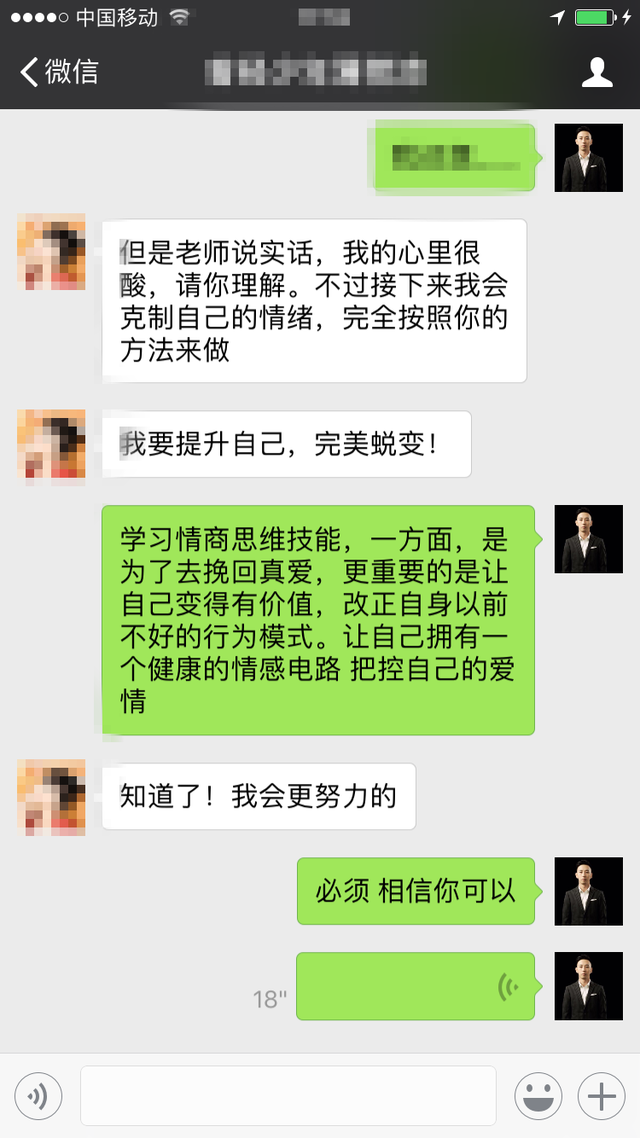 中国移动
微信
但是老师说实话，我的心里很
酸，请你理解。不过接下来我会
克制自己的情绪，完全按照你的
方法来做
我要提升自己，完美蜕变！
学习情商思维技能，一方面，是
为了去挽回真爱，更重要的是让
自己变得有价值，改正自身以前
不好的行为模式。让自己拥有一
个健康的情感电路 把控自己的爱
情
知道了！我会更努力的
必须 相信你可以
18"